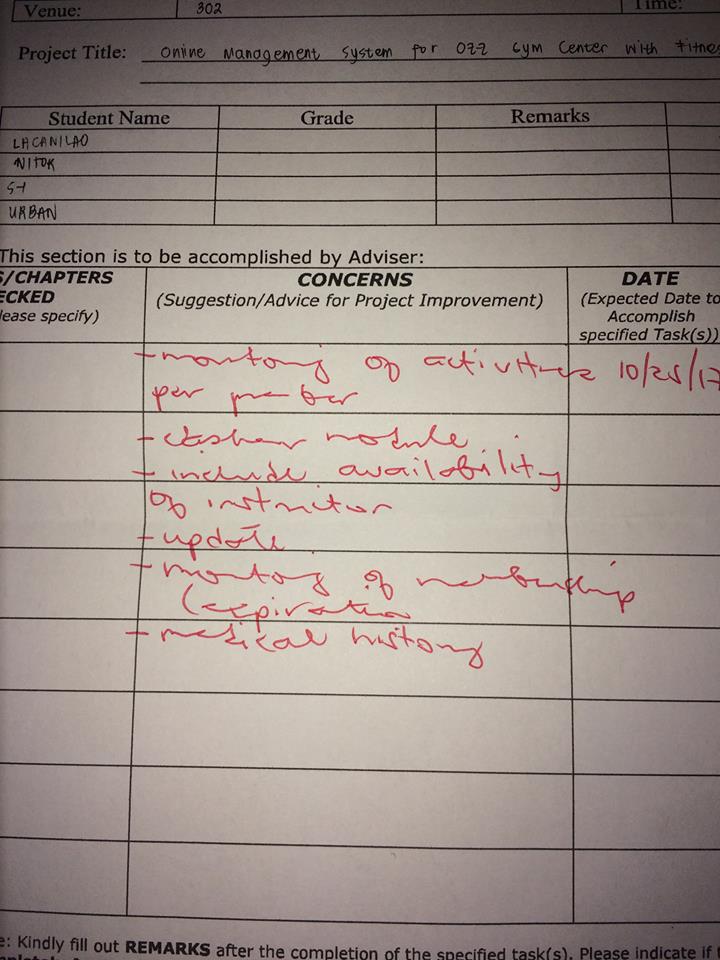 Venue: 302 Time:
Project Title: Online Management System for Ozz Gym Center with Fitnes
Student Name Grade Remarks
LACANILAO
NITOK
SY
URBAN
This section is to be accomplished by Adviser:
S/CHAPTERS CONCERNS DATE
ECKED (Suggestion/Advice for Project Improvement) (Expected Date to
lease specify) Accomplish
specified Task(s))
- monitoring of activities 10/25/17
per member
- cashier module
- include availability
of instructor
- update
- monitoring of membership
(expiration
- medical history
e: Kindly fill out REMARKS after the completion of the specified task(s). Please indicate if